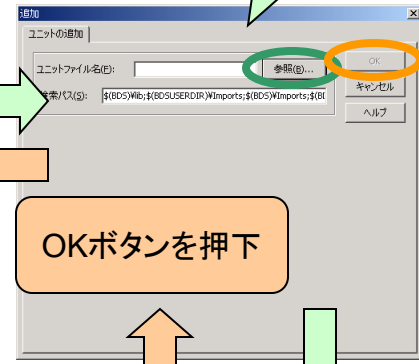 追加
ユニットの追加
ユニットファイル名(F):
参照(B)...
OK
検索パス(S):
$(BDS)¥lib;$(BDSUSERDIR)¥Imports;$(BDS)¥Imports;$(BD
キャンセル
ヘルプ
OKボタンを押下